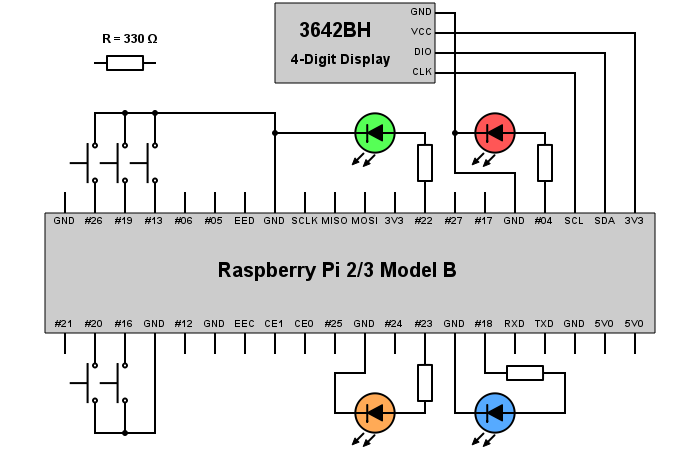 GND
3642BH
VCC
R = 330 Ω
4-Digit Display
DIO
CLK
GND #26 #19 #13 #06 #05 EED GND SCLK MISO MOSI 3V3 #22 #27 #17 GND #04 SCL SDA 3V3
Raspberry Pi 2/3 Model B
#21 #20 #16 GND #12 GND EEC CE1 CE0 #25 GND #24 #23 GND #18 RXD TXD GND 5V0 5V0